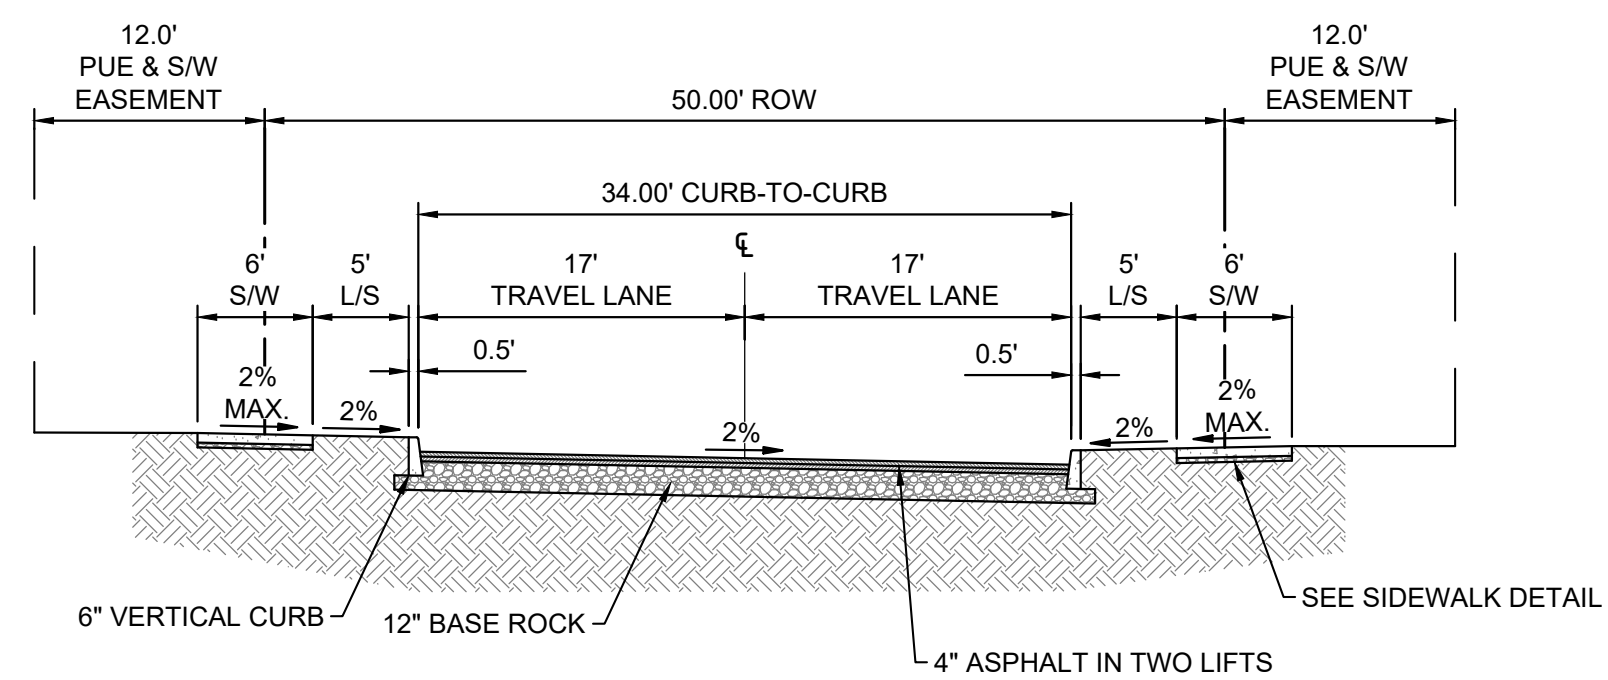 12.0'
PUE & S/W
EASEMENT
50.00' ROW
12.0'
PUE & S/W
EASEMENT
34.00' CURB-TO-CURB
℄
6'
S/W
5'
L/S
17'
TRAVEL LANE
17'
TRAVEL LANE
5'
L/S
6'
S/W
0.5'
0.5'
2%
MAX.
2%
2%
2%
2%
MAX.
6" VERTICAL CURB
12" BASE ROCK
4" ASPHALT IN TWO LIFTS
SEE SIDEWALK DETAIL